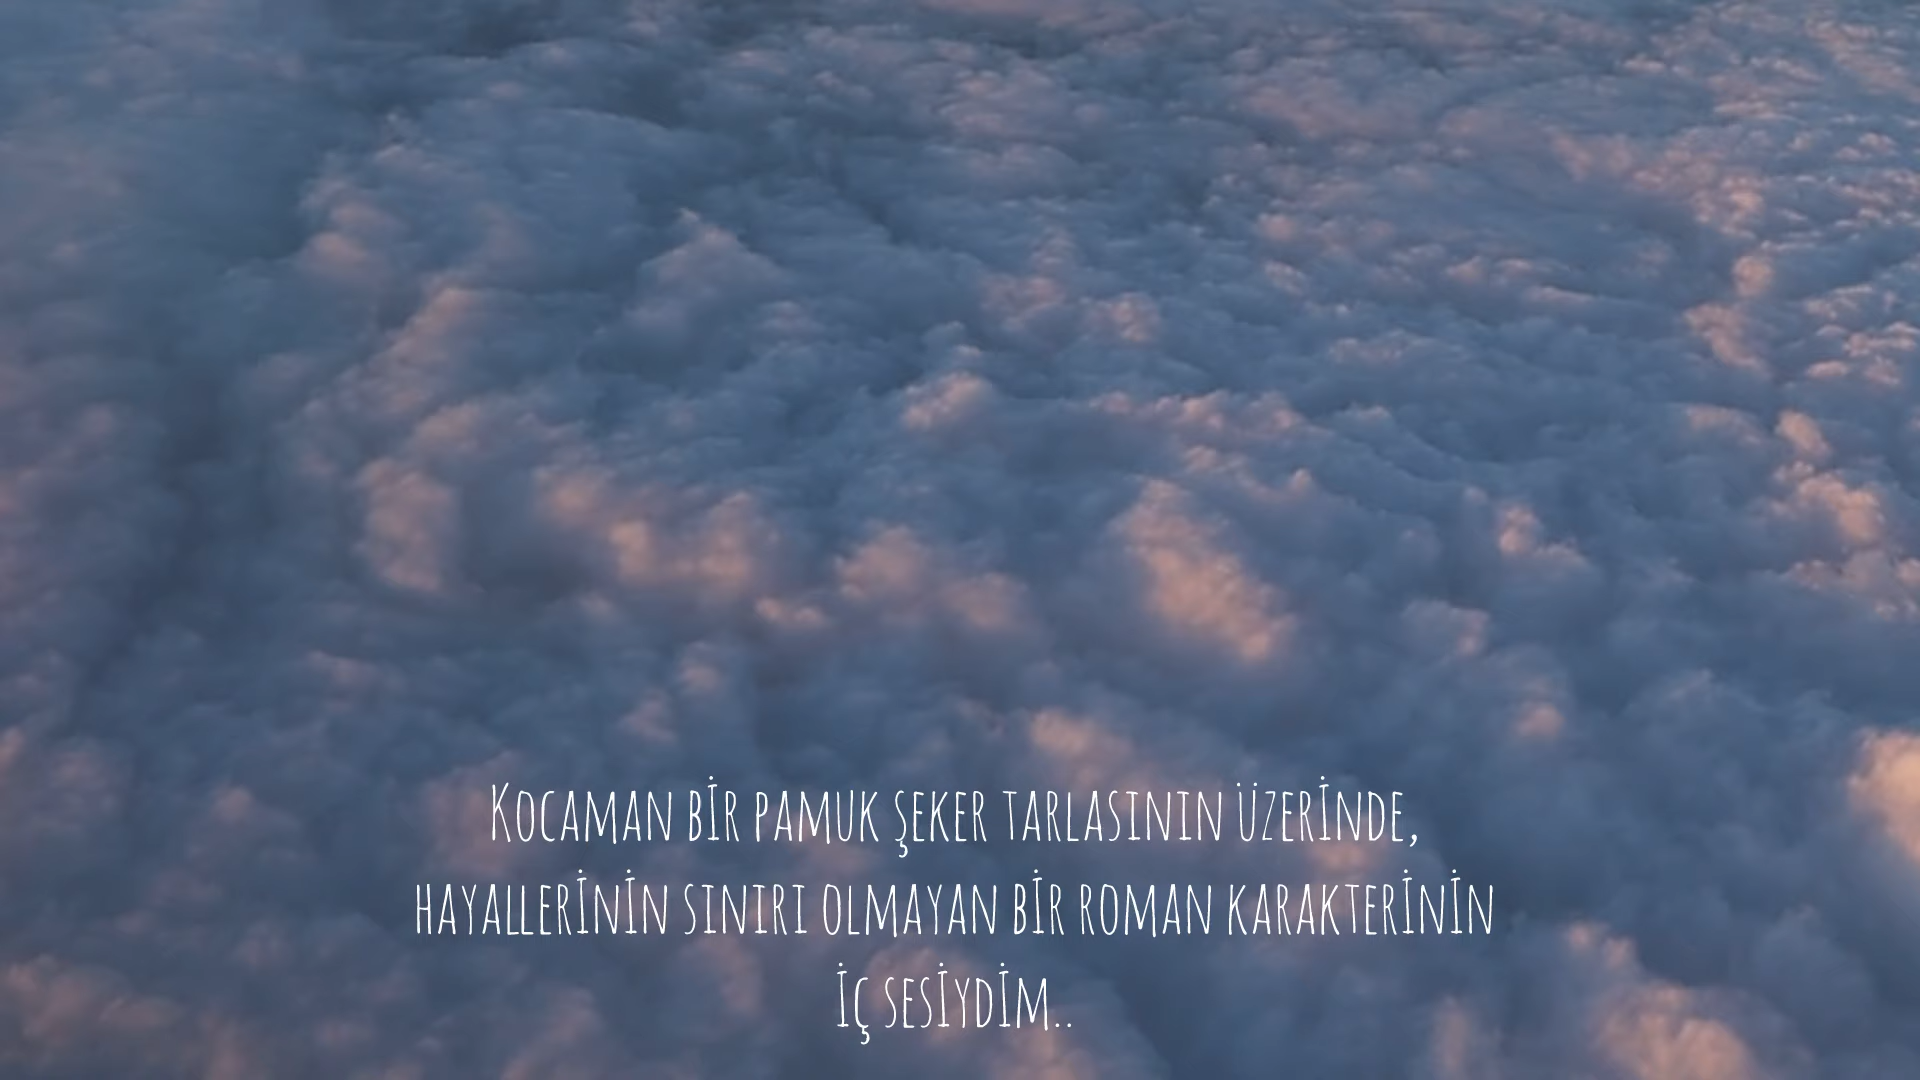 Kocaman bir pamuk şeker tarlasının üzerinde,
hayallerinin sınırı olmayan bir roman karakterinin
iç sesiydim..